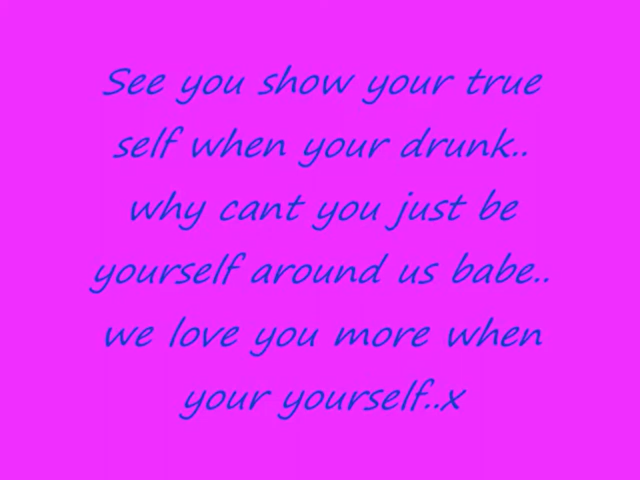 See you show your true
self when your drunk..
why cant you just be
yourself around us babe..
we love you more when
your yourself..x